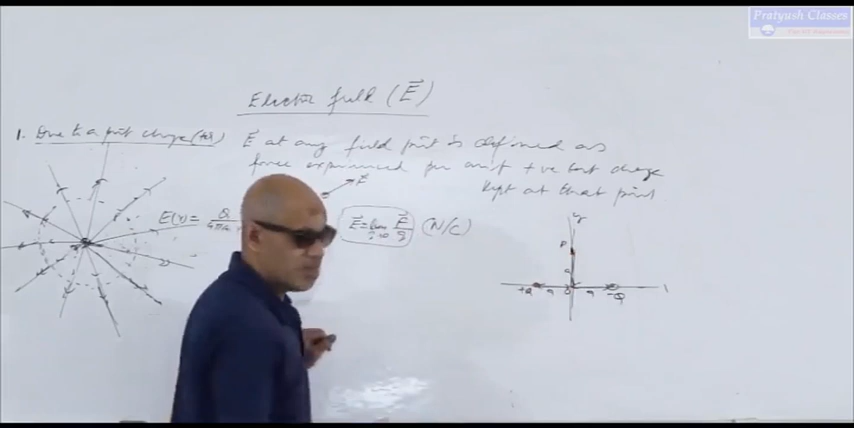 Pratyush Classes
Electric field (E⃗)
1. Due to a point charge (+Q)
E⃗ at any field point is defined as
force experienced per unit +ve test charge
kept at that point
E⃗
E(r) = Q
E⃗ = lim F⃗/q (N/C)
q→0
y
P
a
+Q a O a -Q